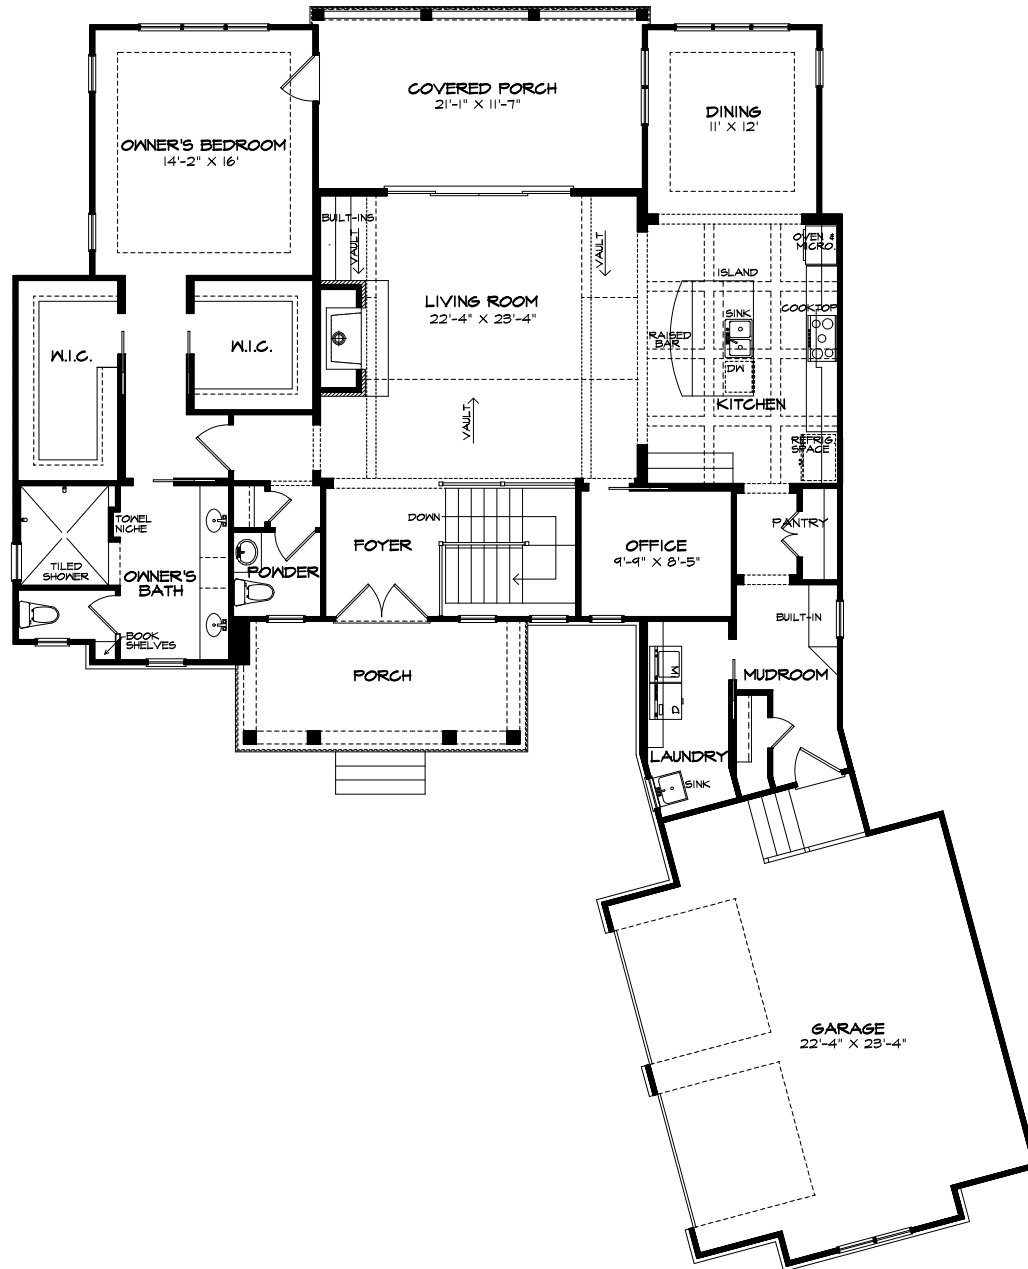 COVERED PORCH
21'-1" X 11'-7"
DINING
11' X 12'
OWNER'S BEDROOM
14'-2" X 16'
BUILT-INS
VAULT
VAULT
OVEN &
MICRO.
ISLAND
LIVING ROOM
22'-4" X 23'-4"
SINK
COOKTOP
RAISED
BAR
W.I.C.
W.I.C.
DW
KITCHEN
VAULT
REFRIG.
SPACE
TOWEL
NICHE
DOWN
PANTRY
FOYER
OFFICE
9'-9" X 8'-5"
TILED
SHOWER
OWNER'S
BATH
POWDER
BUILT-IN
BOOK
SHELVES
PORCH
W
D
MUDROOM
LAUNDRY
SINK
GARAGE
22'-4" X 23'-4"